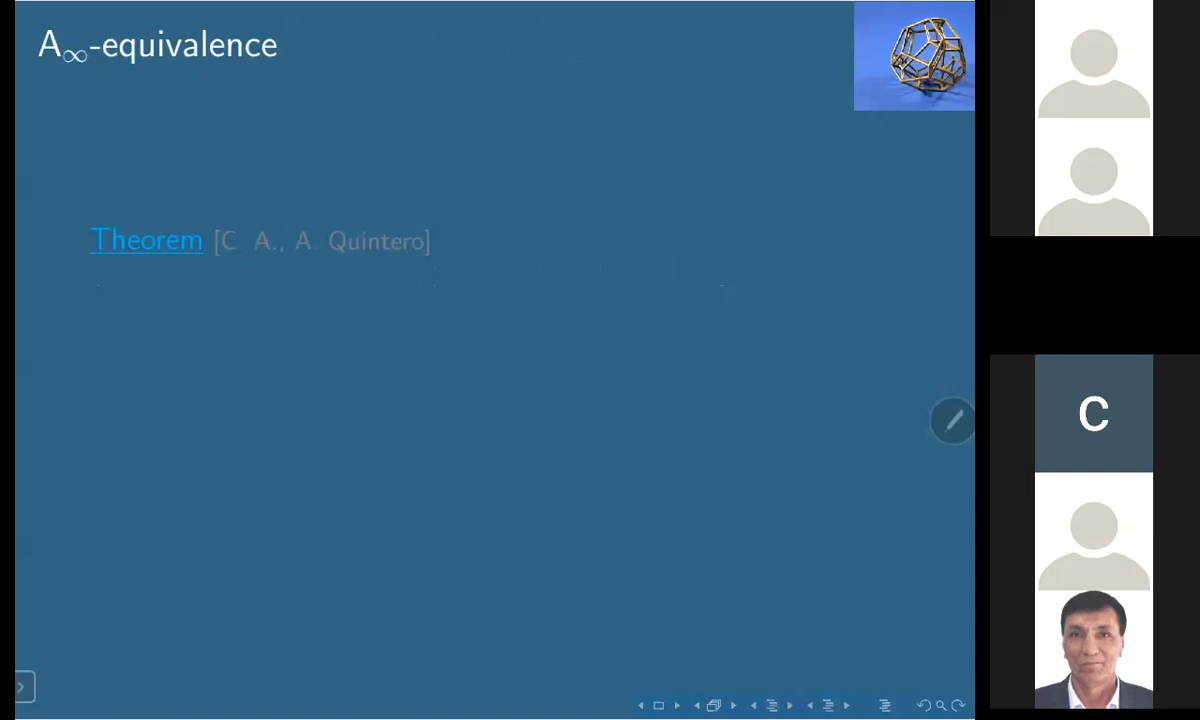 A∞-equivalence
Theorem [C. A., A. Quintero]
C